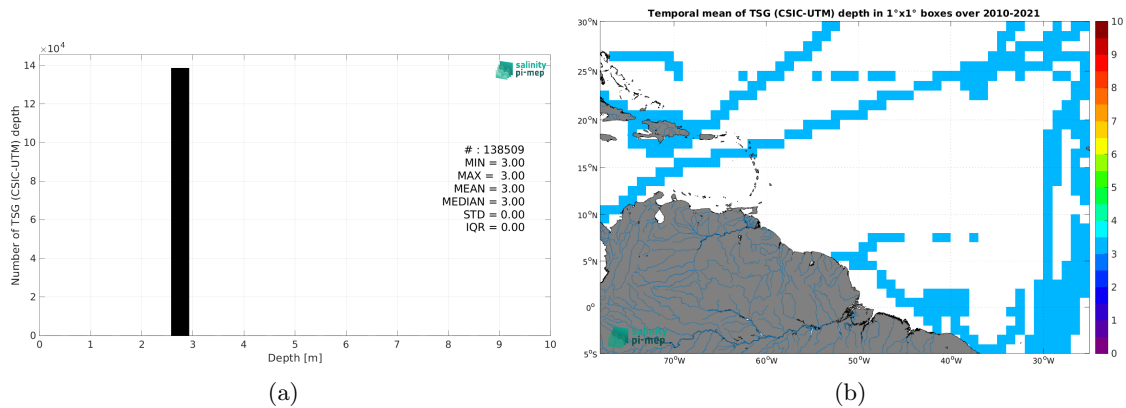 ×10⁴
14
12
10
8
6
4
2
0
0 1 2 3 4 5 6 7 8 9 10
Number of TSG (CSIC-UTM) depth
Depth [m]
salinity
pi-mep
# : 138509
MIN = 3.00
MAX = 3.00
MEAN = 3.00
MEDIAN = 3.00
STD = 0.00
IQR = 0.00
(a)
Temporal mean of TSG (CSIC-UTM) depth in 1°x1° boxes over 2010-2021
30°N
25°N
20°N
15°N
10°N
5°N
0°
5°S
70°W 60°W 50°W 40°W 30°W
salinity
pi-mep
10
9
8
7
6
5
4
3
2
1
0
(b)